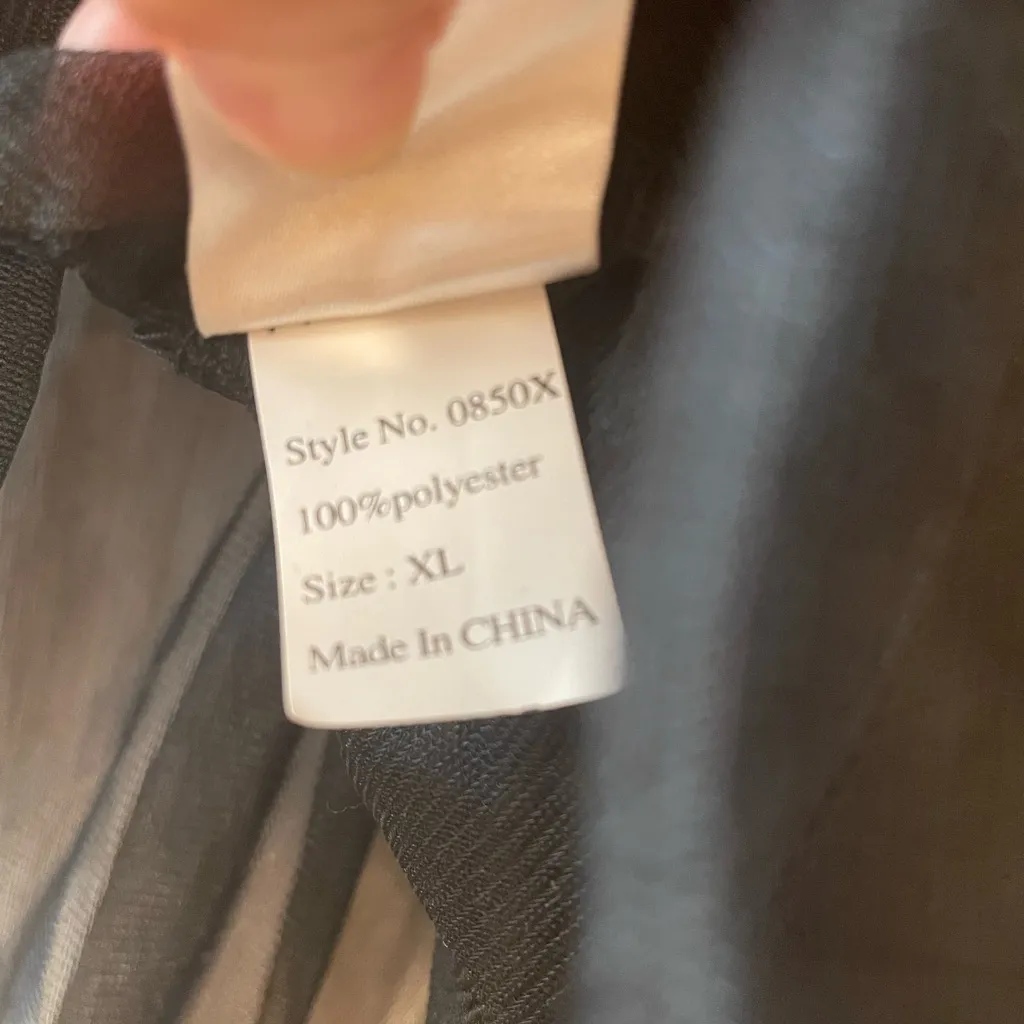 Style No. 0850X
100%polyester
Size : XL
Made In CHINA